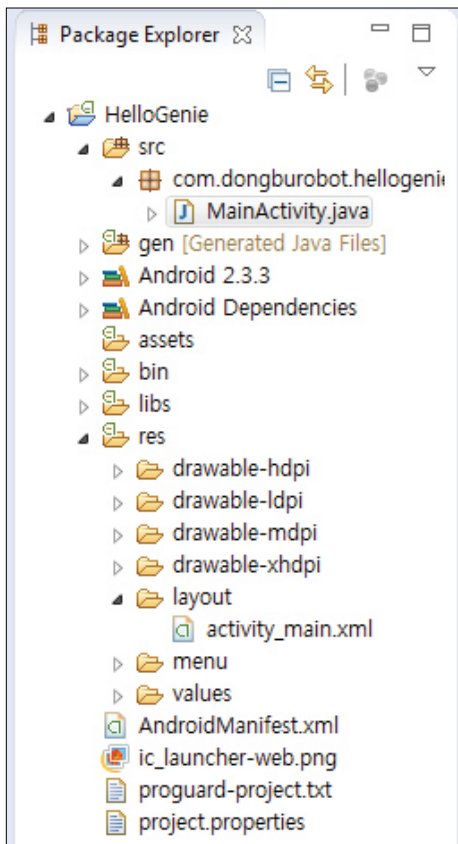 Package Explorer
HelloGenie
src
com.dongburobot.hellogenie
MainActivity.java
gen [Generated Java Files]
Android 2.3.3
Android Dependencies
assets
bin
libs
res
drawable-hdpi
drawable-ldpi
drawable-mdpi
drawable-xhdpi
layout
activity_main.xml
menu
values
AndroidManifest.xml
ic_launcher-web.png
proguard-project.txt
project.properties